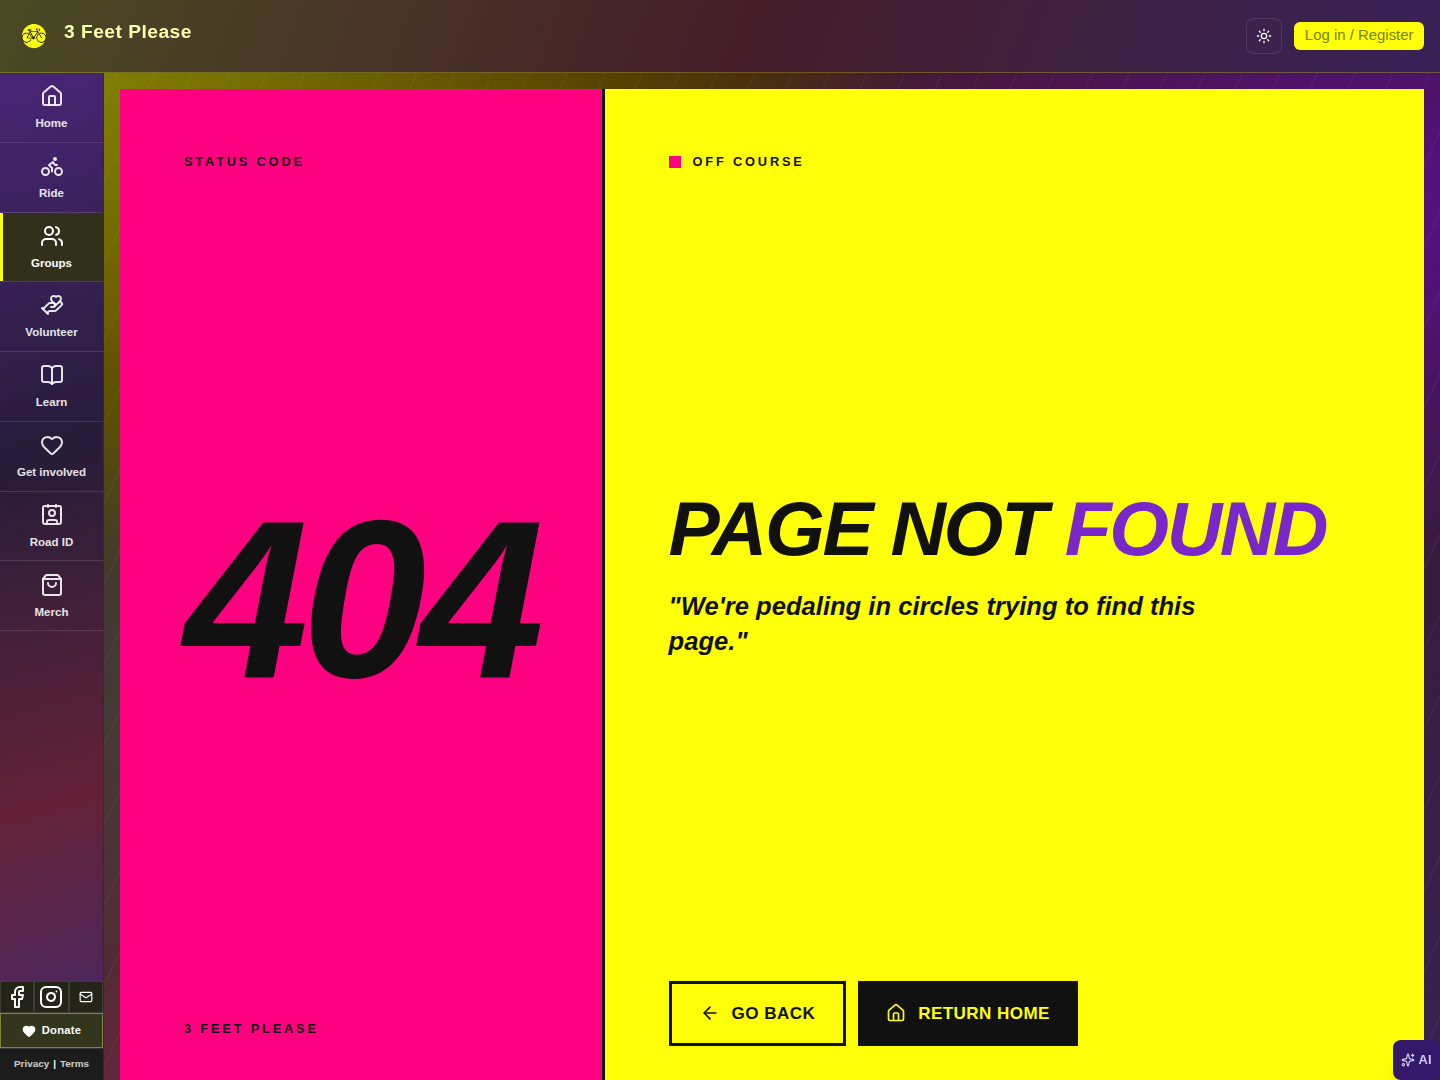 3 Feet Please
Log in / Register
Home
Ride
Groups
Volunteer
Learn
Get involved
Road ID
Merch
Donate
Privacy | Terms
STATUS CODE
404
3 FEET PLEASE
OFF COURSE
PAGE NOT FOUND
"We're pedaling in circles trying to find this
page."
GO BACK
RETURN HOME
AI